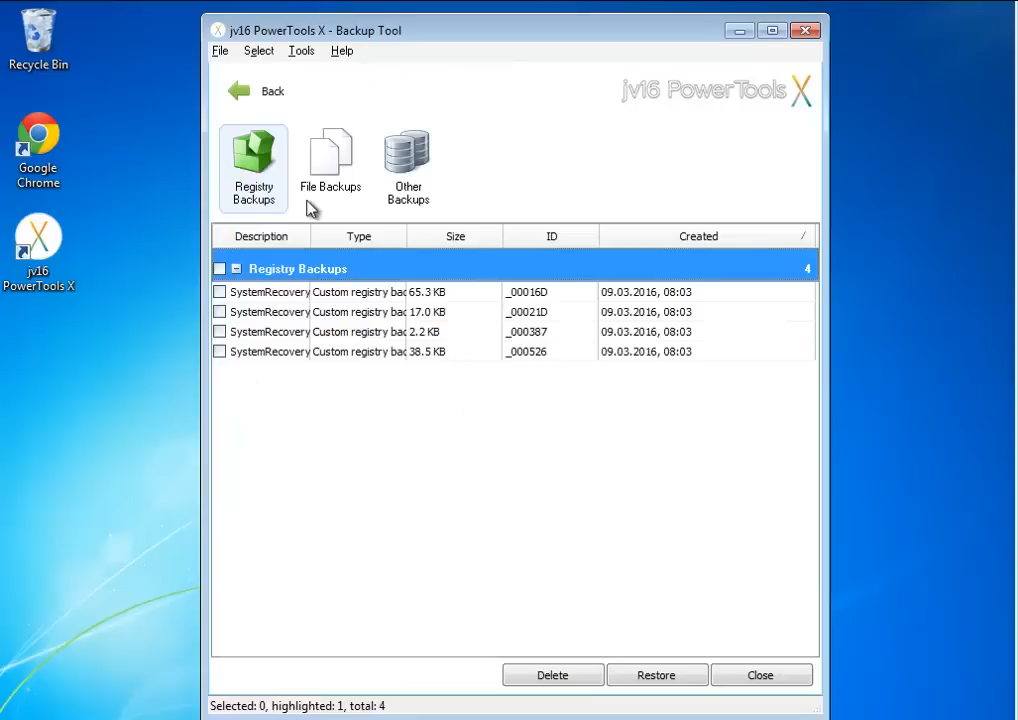 Recycle Bin
Google
Chrome
jv16
PowerTools X
jv16 PowerTools X - Backup Tool
File Select Tools Help
Back
jv16 PowerTools X
Registry
Backups
File Backups
Other
Backups
Description Type Size ID Created
Registry Backups 4
SystemRecovery Custom registry bac 65.3 KB _00016D 09.03.2016, 08:03
SystemRecovery Custom registry bac 17.0 KB _00021D 09.03.2016, 08:03
SystemRecovery Custom registry bac 2.2 KB _000387 09.03.2016, 08:03
SystemRecovery Custom registry bac 38.5 KB _000526 09.03.2016, 08:03
Delete Restore Close
Selected: 0, highlighted: 1, total: 4